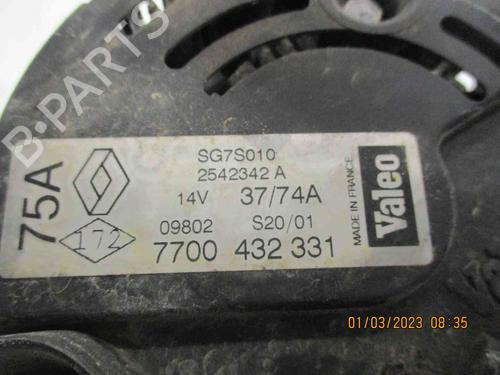 75A
172
SG7S010
2542342 A
14V 37/74A
09802 S20/01
7700 432 331
MADE IN FRANCE
Valeo
B-PARTS
01/03/2023 08:35